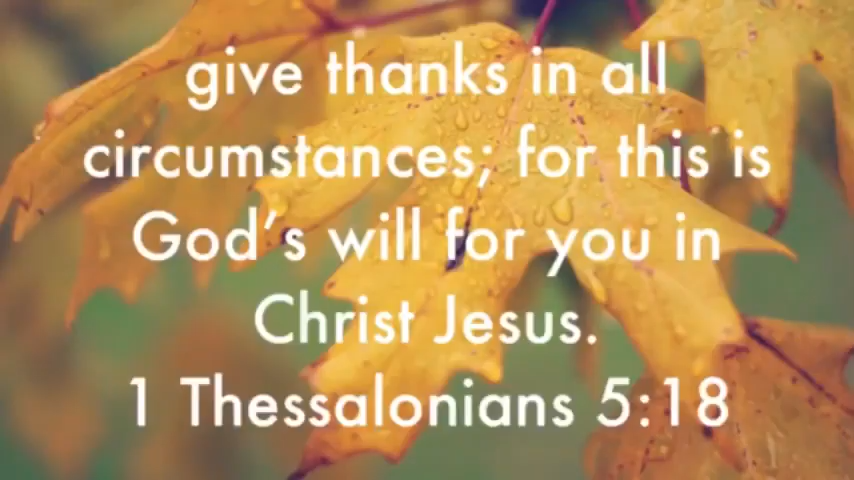 give thanks in all
circumstances; for this is
God's will for you in
Christ Jesus.
1 Thessalonians 5:18